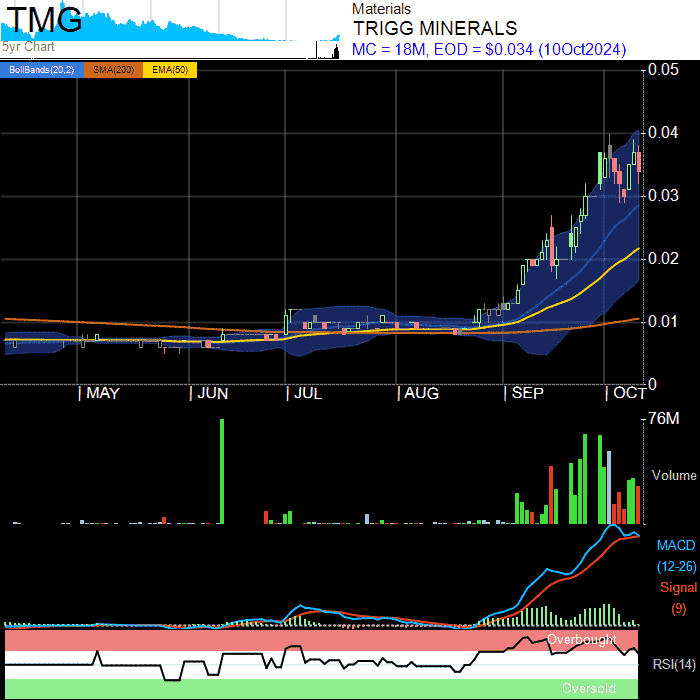 TMG
5yr Chart
Materials
TRIGG MINERALS
MC = 18M, EOD = $0.034 (10Oct2024)
BollBands(20,2) SMA(200) EMA(50)
0.05
0.04
0.03
0.02
0.01
0
MAY JUN JUL AUG SEP OCT
76M
Volume
MACD
(12-26)
Signal
(9)
Overbought
RSI(14)
Oversold